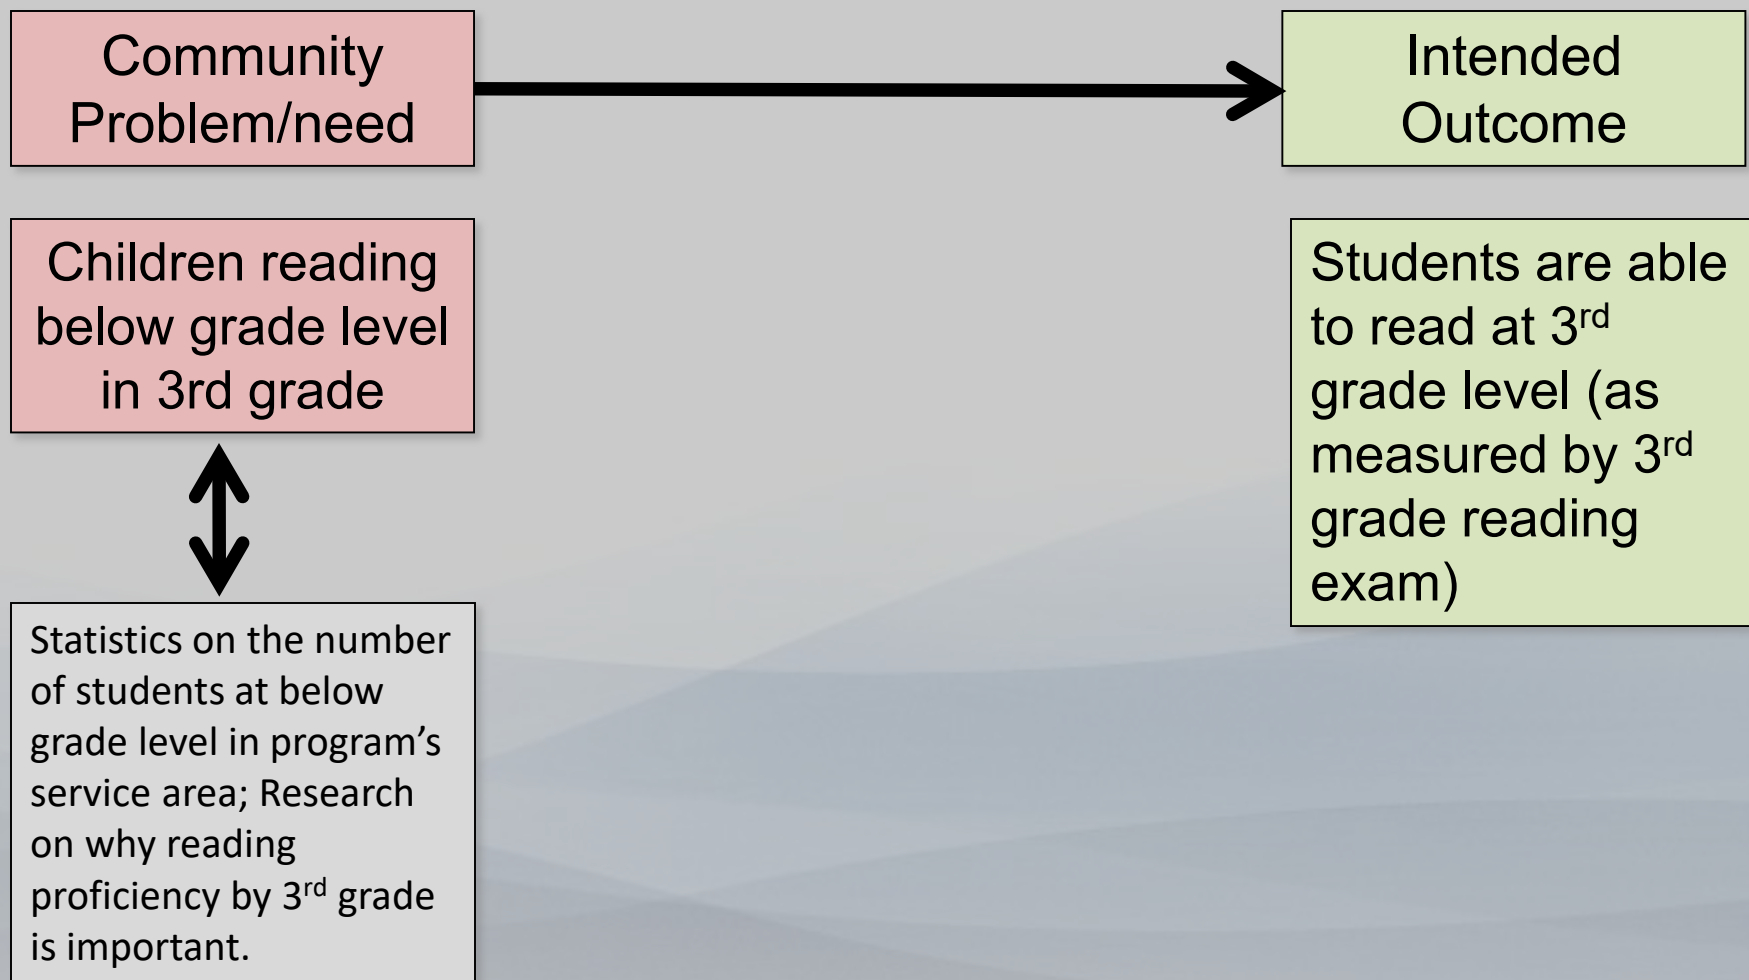 Community
Problem/need
Intended
Outcome
Children reading
below grade level
in 3rd grade
Students are able
to read at 3rd
grade level (as
measured by 3rd
grade reading
exam)
Statistics on the number
of students at below
grade level in program’s
service area; Research
on why reading
proficiency by 3rd grade
is important.